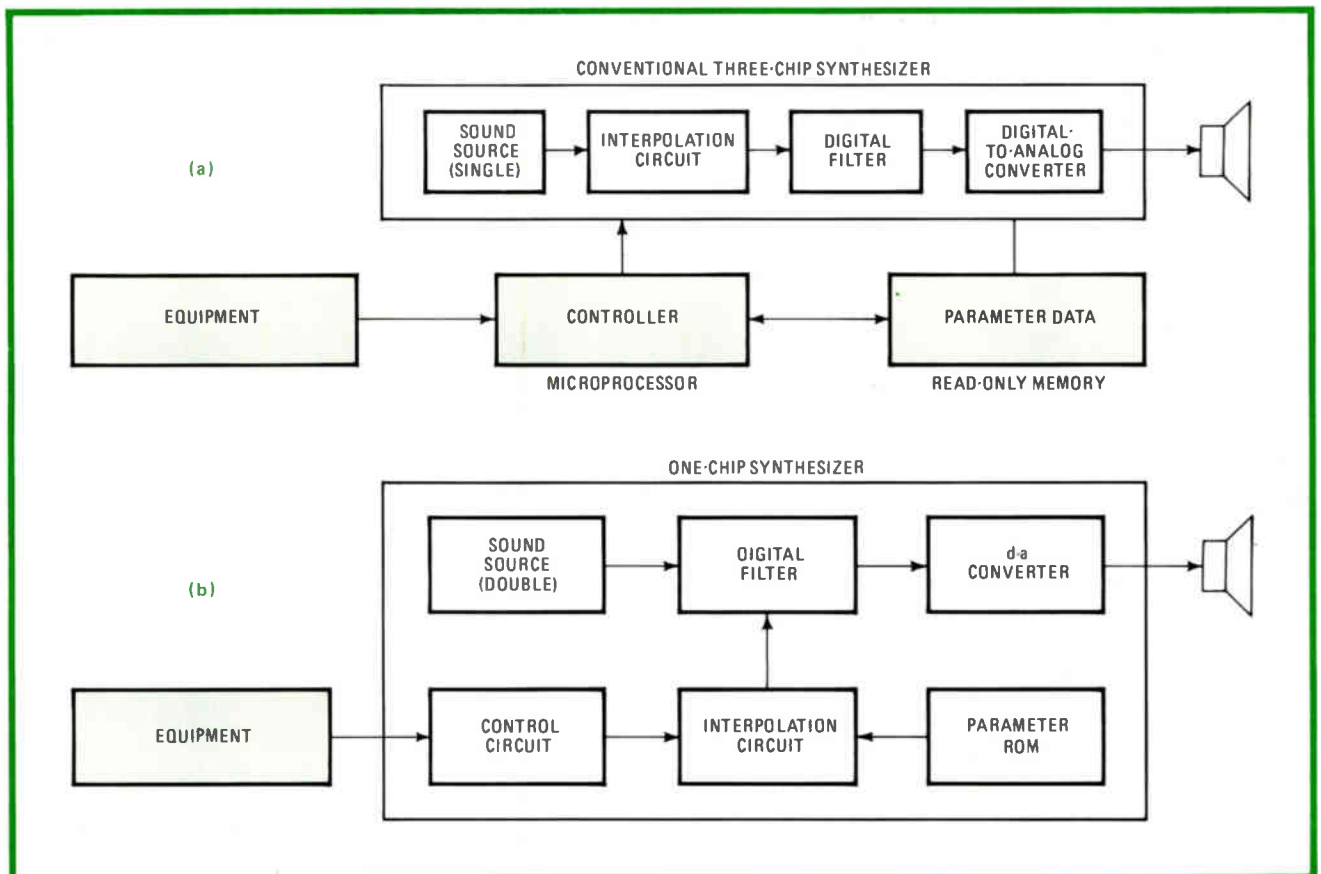 CONVENTIONAL THREE-CHIP SYNTHESIZER
(a)
SOUND
SOURCE
(SINGLE)
INTERPOLATION
CIRCUIT
DIGITAL
FILTER
DIGITAL-
TO-ANALOG
CONVERTER
EQUIPMENT
CONTROLLER
PARAMETER DATA
MICROPROCESSOR
READ-ONLY MEMORY
ONE-CHIP SYNTHESIZER
(b)
SOUND
SOURCE
(DOUBLE)
DIGITAL
FILTER
d-a
CONVERTER
EQUIPMENT
CONTROL
CIRCUIT
INTERPOLATION
CIRCUIT
PARAMETER
ROM